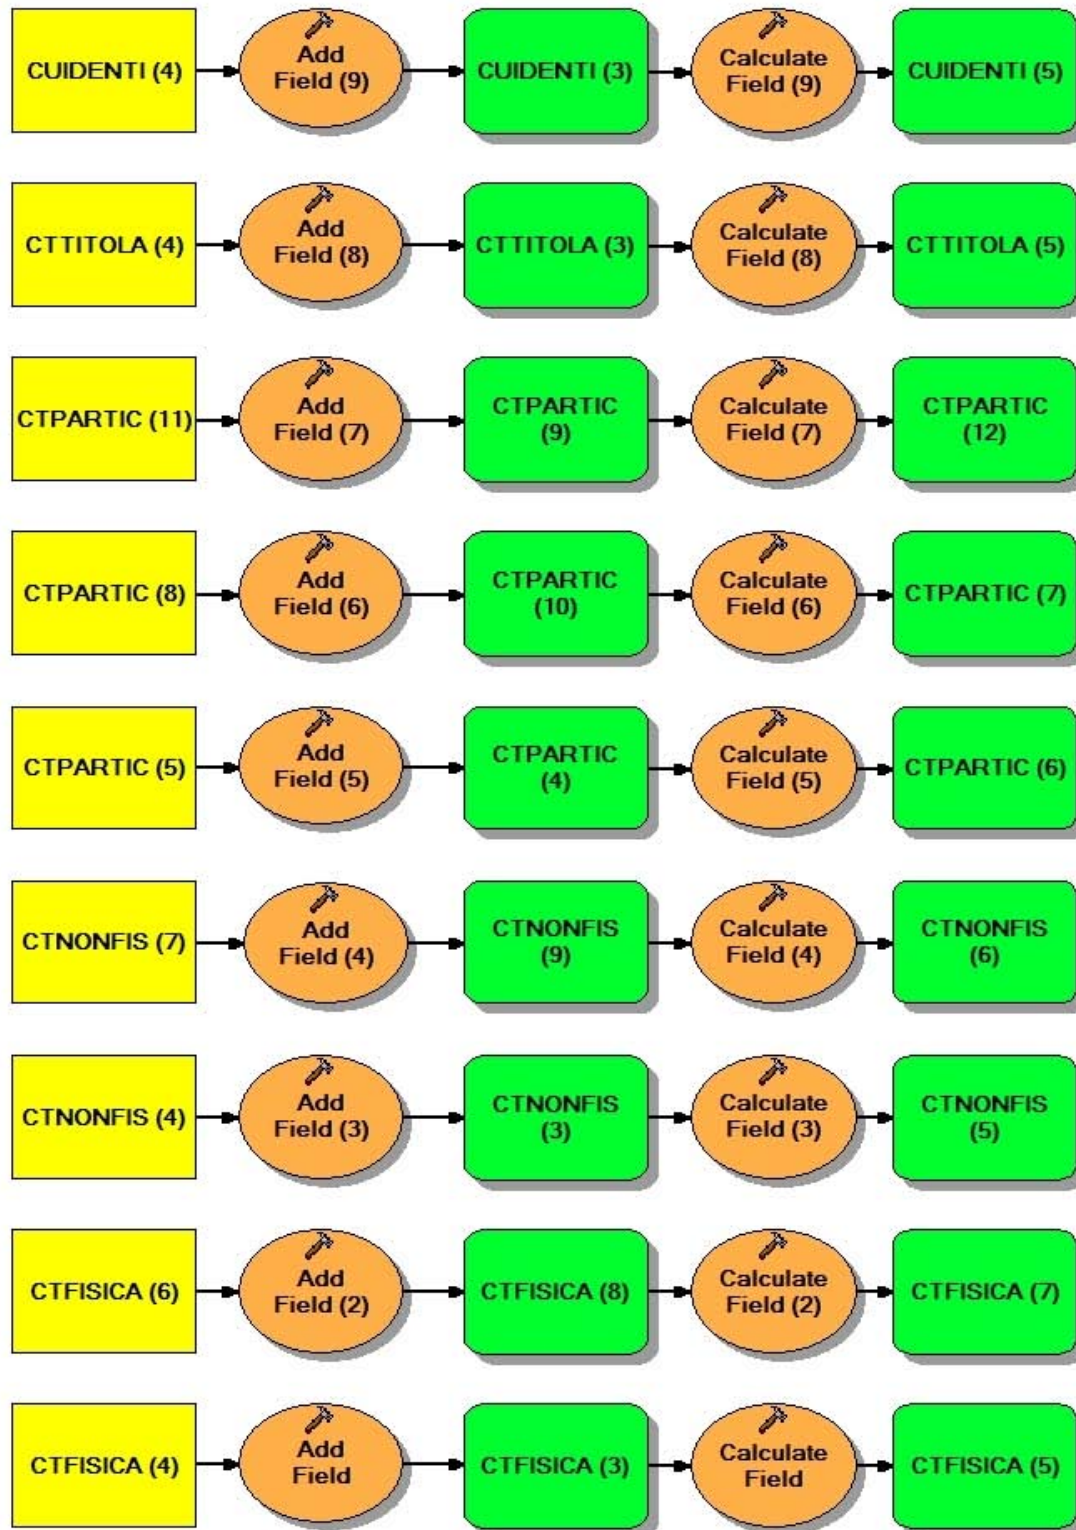 CUIDENTI (4)
Add
Field (9)
CUIDENTI (3)
Calculate
Field (9)
CUIDENTI (5)
CTTITOLA (4)
Add
Field (8)
CTTITOLA (3)
Calculate
Field (8)
CTTITOLA (5)
CTPARTIC (11)
Add
Field (7)
CTPARTIC
(9)
Calculate
Field (7)
CTPARTIC
(12)
CTPARTIC (8)
Add
Field (6)
CTPARTIC
(10)
Calculate
Field (6)
CTPARTIC (7)
CTPARTIC (5)
Add
Field (5)
CTPARTIC
(4)
Calculate
Field (5)
CTPARTIC (6)
CTNONFIS (7)
Add
Field (4)
CTNONFIS
(9)
Calculate
Field (4)
CTNONFIS
(6)
CTNONFIS (4)
Add
Field (3)
CTNONFIS
(3)
Calculate
Field (3)
CTNONFIS
(5)
CTFISICA (6)
Add
Field (2)
CTFISICA (8)
Calculate
Field (2)
CTFISICA (7)
CTFISICA (4)
Add
Field
CTFISICA (3)
Calculate
Field
CTFISICA (5)